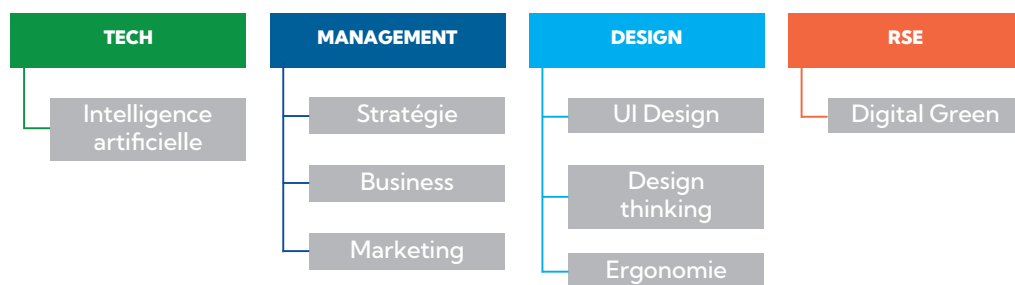 TECH
Intelligence
artificielle
MANAGEMENT
Stratégie
Business
Marketing
DESIGN
UI Design
Design
thinking
Ergonomie
RSE
Digital Green